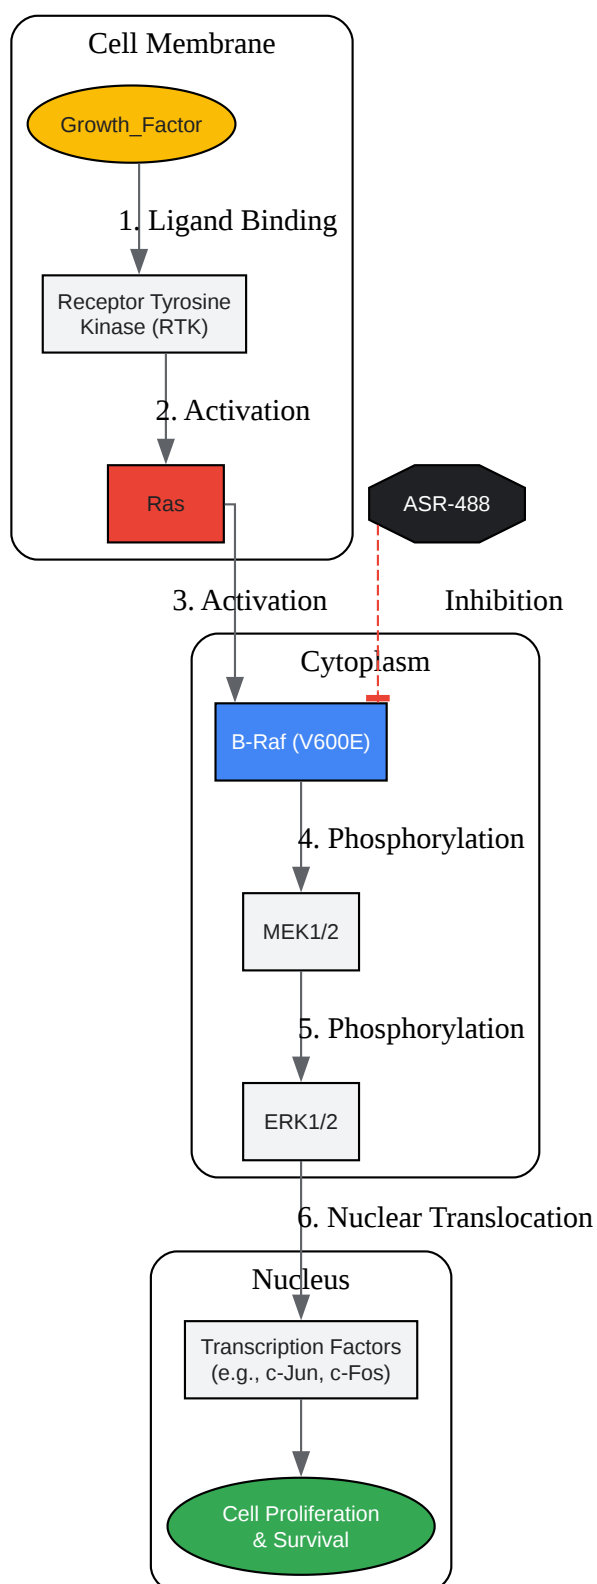 Cell Membrane
Growth_Factor
1. Ligand Binding
Receptor Tyrosine
Kinase (RTK)
2. Activation
Ras
ASR-488
3. Activation
Inhibition
Cytoplasm
B-Raf (V600E)
4. Phosphorylation
MEK1/2
5. Phosphorylation
ERK1/2
6. Nuclear Translocation
Nucleus
Transcription Factors
(e.g., c-Jun, c-Fos)
Cell Proliferation
& Survival